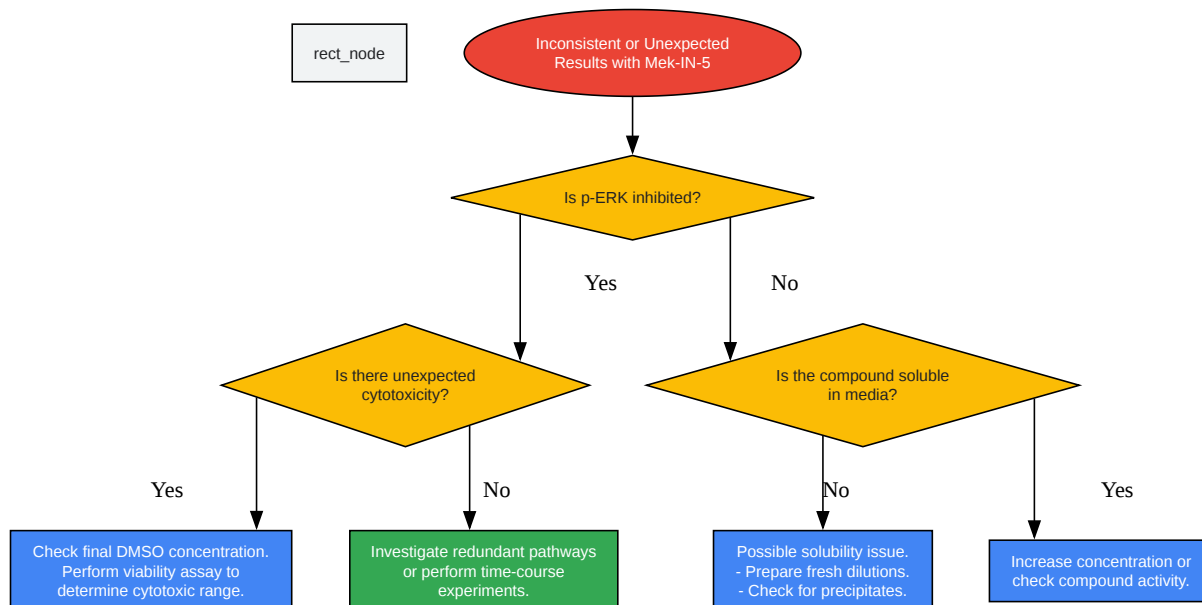 rect_node
Inconsistent or Unexpected
Results with Mek-IN-5
Is p-ERK inhibited?
Yes
No
Is there unexpected
cytotoxicity?
Is the compound soluble
in media?
Yes
No
No
Yes
Check final DMSO concentration.
Perform viability assay to
determine cytotoxic range.
Investigate redundant pathways
or perform time-course
experiments.
Possible solubility issue.
- Prepare fresh dilutions.
- Check for precipitates.
Increase concentration or
check compound activity.